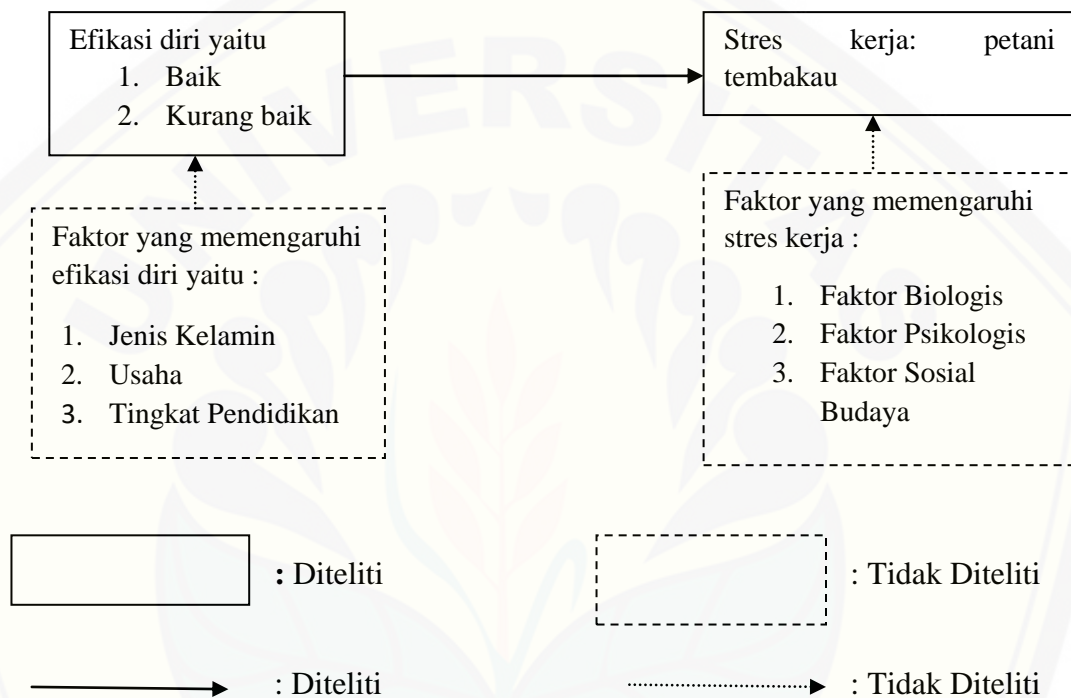 Efikasi diri yaitu
1. Baik
2. Kurang baik
Stres kerja: petani
tembakau
Faktor yang memengaruhi
efikasi diri yaitu :
1. Jenis Kelamin
2. Usaha
3. Tingkat Pendidikan
Faktor yang memengaruhi
stres kerja :
1. Faktor Biologis
2. Faktor Psikologis
3. Faktor Sosial
Budaya
: Diteliti
: Tidak Diteliti
: Diteliti
: Tidak Diteliti
UNIVERSITAS